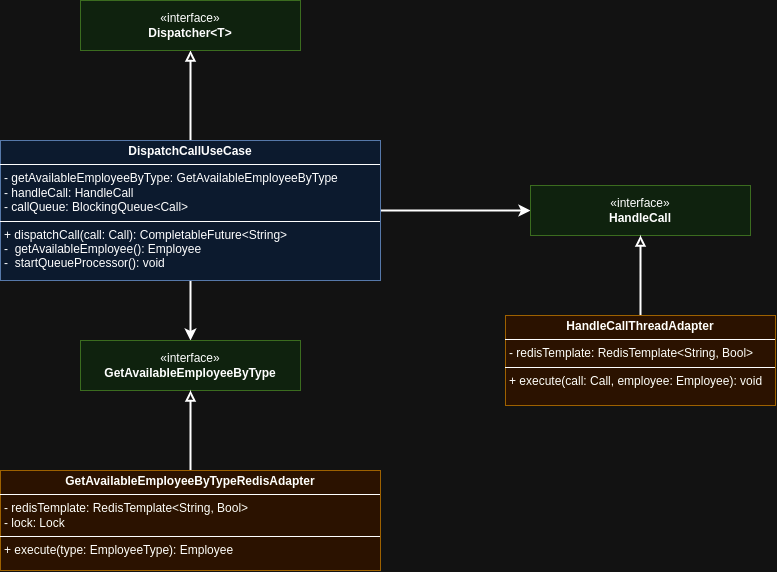 «interface»
Dispatcher<T>
DispatchCallUseCase
- getAvailableEmployeeByType: GetAvailableEmployeeByType
- handleCall: HandleCall
- callQueue: BlockingQueue<Call>
+ dispatchCall(call: Call): CompletableFuture<String>
- getAvailableEmployee(): Employee
- startQueueProcessor(): void
«interface»
HandleCall
HandleCallThreadAdapter
- redisTemplate: RedisTemplate<String, Bool>
+ execute(call: Call, employee: Employee): void
«interface»
GetAvailableEmployeeByType
GetAvailableEmployeeByTypeRedisAdapter
- redisTemplate: RedisTemplate<String, Bool>
- lock: Lock
+ execute(type: EmployeeType): Employee